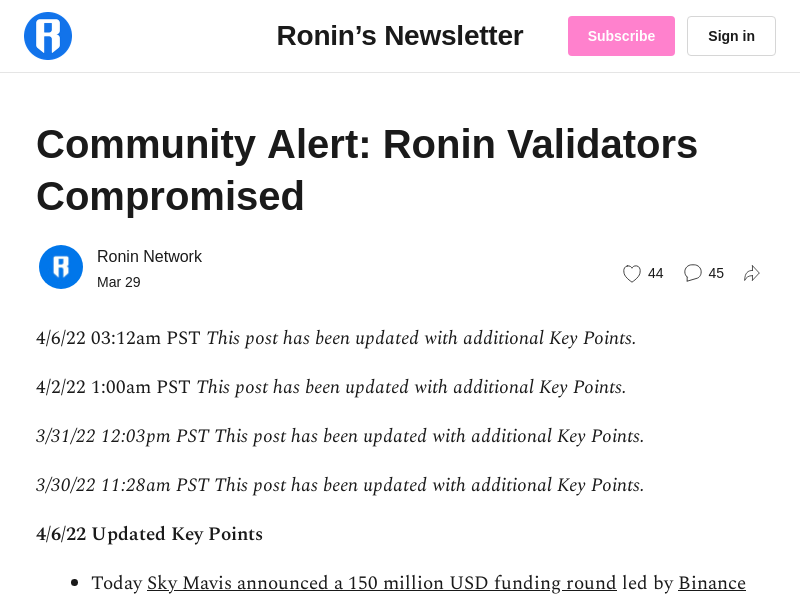 Ronin’s Newsletter
Subscribe
Sign in
Community Alert: Ronin Validators
Compromised
Ronin Network
Mar 29
44
45
4/6/22 03:12am PST This post has been updated with additional Key Points.
4/2/22 1:00am PST This post has been updated with additional Key Points.
3/31/22 12:03pm PST This post has been updated with additional Key Points.
3/30/22 11:28am PST This post has been updated with additional Key Points.
4/6/22 Updated Key Points
Today Sky Mavis announced a 150 million USD funding round led by Binance